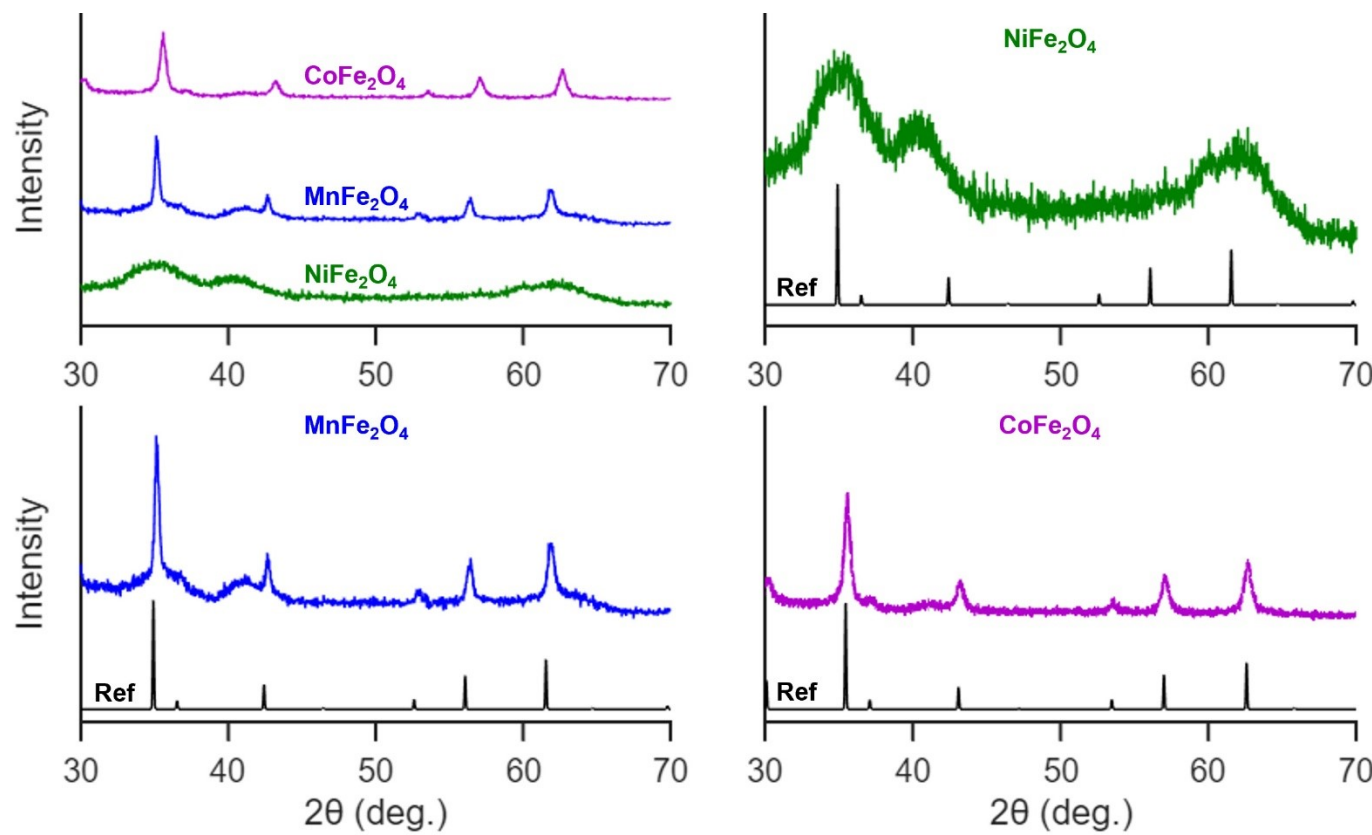 Intensity
CoFe₂O₄
MnFe₂O₄
NiFe₂O₄
30 40 50 60 70
NiFe₂O₄
Ref
30 40 50 60 70
Intensity
MnFe₂O₄
Ref
30 40 50 60 70
2θ (deg.)
CoFe₂O₄
Ref
30 40 50 60 70
2θ (deg.)